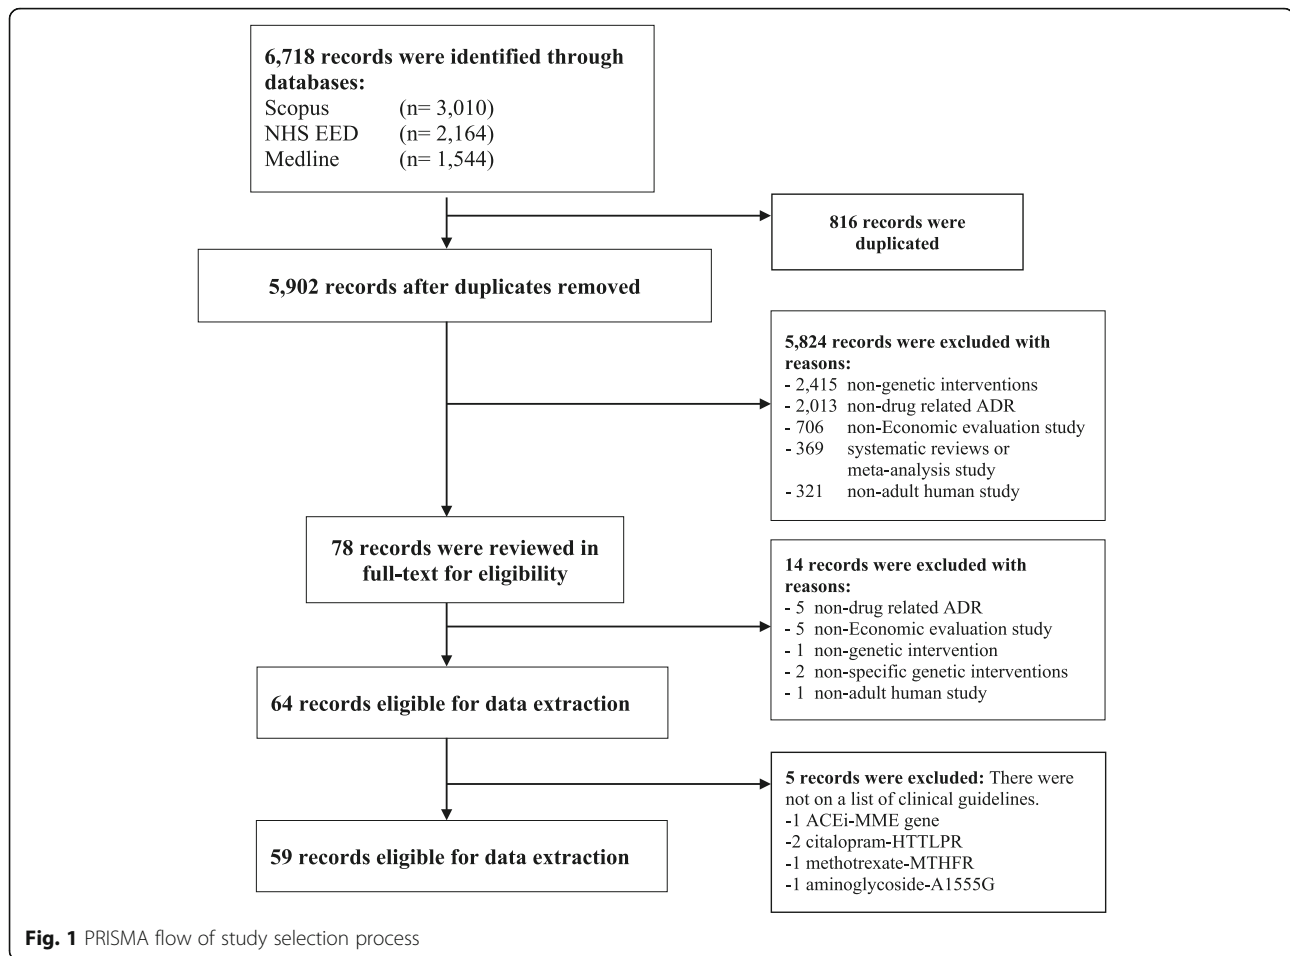 6,718 records were identified through
databases:
Scopus (n= 3,010)
NHS EED (n= 2,164)
Medline (n= 1,544)
816 records were
duplicated
5,902 records after duplicates removed
5,824 records were excluded with
reasons:
- 2,415 non-genetic interventions
- 2,013 non-drug related ADR
- 706 non-Economic evaluation study
- 369 systematic reviews or
meta-analysis study
- 321 non-adult human study
78 records were reviewed in
full-text for eligibility
14 records were excluded with
reasons:
- 5 non-drug related ADR
- 5 non-Economic evaluation study
- 1 non-genetic intervention
- 2 non-specific genetic interventions
- 1 non-adult human study
64 records eligible for data extraction
5 records were excluded: There were
not on a list of clinical guidelines.
-1 ACEi-MME gene
-2 citalopram-HTTLPR
-1 methotrexate-MTHFR
-1 aminoglycoside-A1555G
59 records eligible for data extraction
Fig. 1 PRISMA flow of study selection process